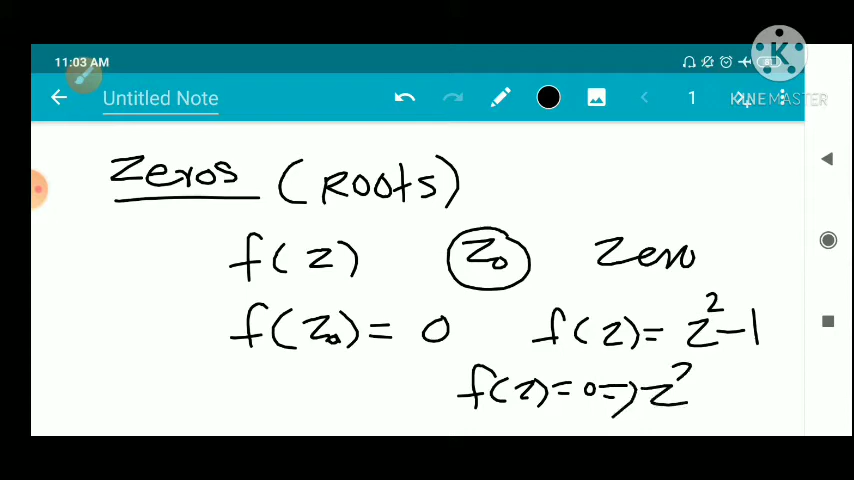 11:03 AM
K
KINEMASTER
Untitled Note
1
Zeros (Roots)
f(z) z₀ Zero
f(z₀) = 0 f(z) = z² - 1
f(z) = 0 => z²